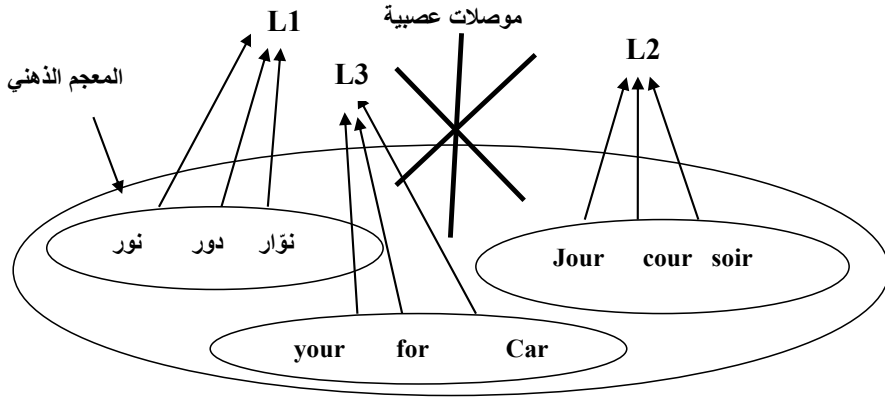 موصلات عصبية
L1
L2
L3
المعجم الذهني
نور دور نوّار
Jour cour soir
your for Car